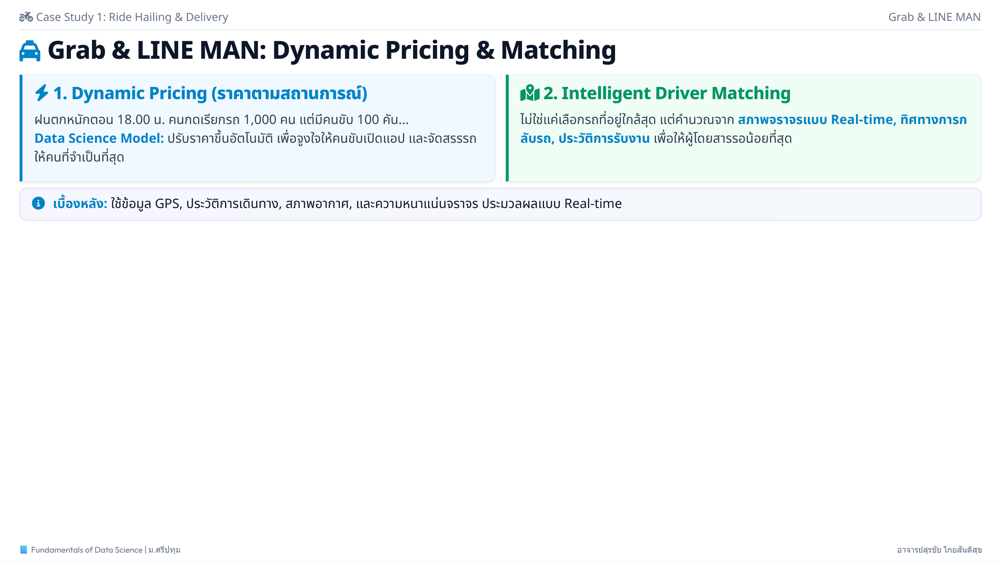 Case Study 1: Ride Hailing & Delivery
Grab & LINE MAN
Grab & LINE MAN: Dynamic Pricing & Matching
1. Dynamic Pricing (ราคาตามสถานการณ์)
ฝนตกหนักตอน 18.00 น. คนกดเรียกรถ 1,000 คน แต่มีคนขับ 100 คัน...
Data Science Model: ปรับราคาขึ้นอัตโนมัติ เพื่อจูงใจให้คนขับเปิดแอป และจัดสรรรถ
ให้คนที่จำเป็นที่สุด
2. Intelligent Driver Matching
ไม่ใช่แค่เลือกรถที่อยู่ใกล้สุด แต่คำนวณจาก สภาพจราจรแบบ Real-time, ทิศทางการก
ลับรถ, ประวัติการรับงาน เพื่อให้ผู้โดยสารรอน้อยที่สุด
เบื้องหลัง: ใช้ข้อมูล GPS, ประวัติการเดินทาง, สภาพอากาศ, และความหนาแน่นจราจร ประมวลผลแบบ Real-time
Fundamentals of Data Science | ม.ศรีปทุม
อาจารย์สุรชัย โกยสันติสุข